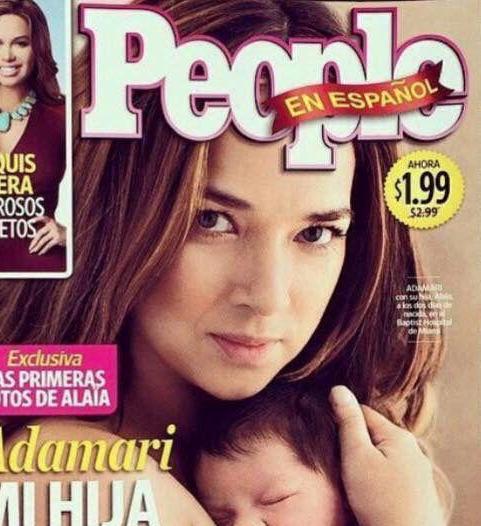 People
EN ESPAÑOL
QUIS
ERA
ROSOS
ETOS
AHORA
$1.99
$2.99
ADAMARI
con su hija, Alaïa,
a los dos días de
nacida, en el
Baptist Hospital
de Miami
Exclusiva
AS PRIMERAS
TOS DE ALAÏA
Adamari
MI HIJA